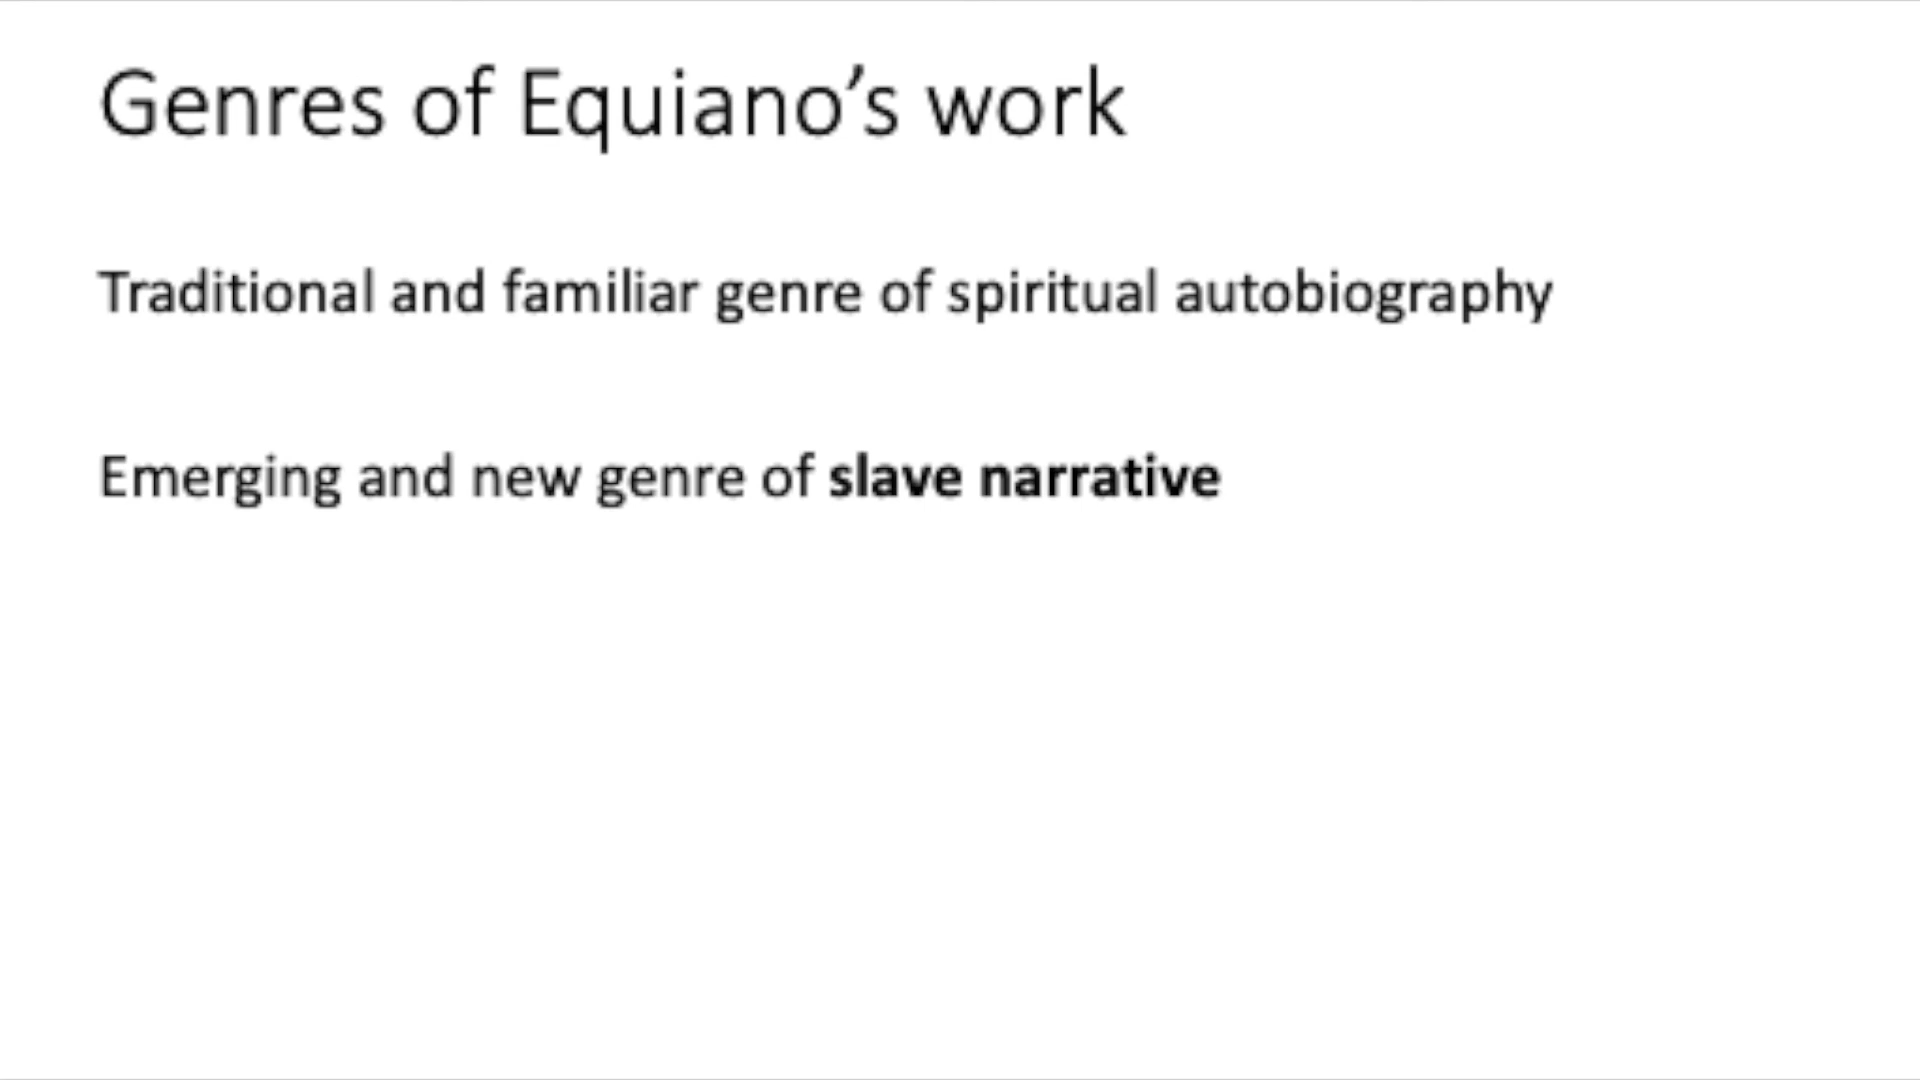 Genres of Equiano’s work
Traditional and familiar genre of spiritual autobiography
Emerging and new genre of slave narrative